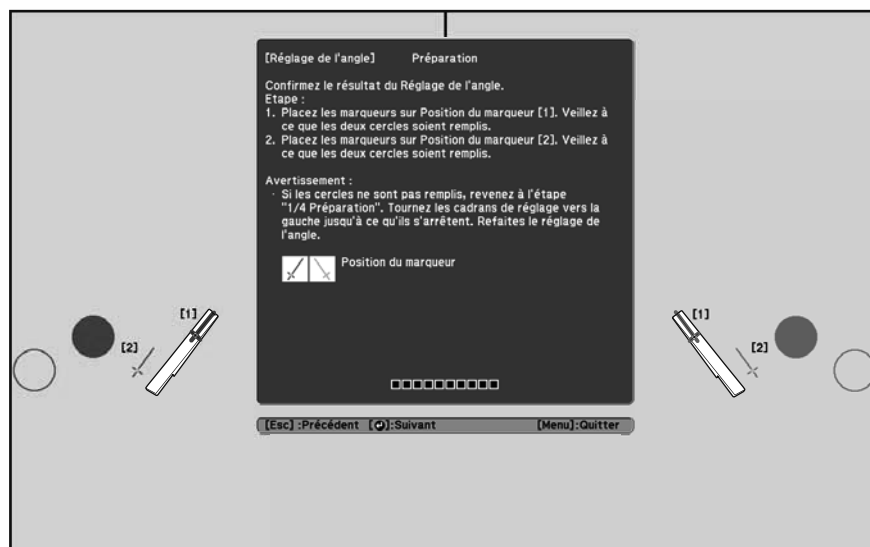 [Réglage de l'angle] Préparation
Confirmez le résultat du Réglage de l'angle.
Etape :
1. Placez les marqueurs sur Position du marqueur [1]. Veillez à
ce que les deux cercles soient remplis.
2. Placez les marqueurs sur Position du marqueur [2]. Veillez à
ce que les deux cercles soient remplis.
Avertissement :
· Si les cercles ne sont pas remplis, revenez à l'étape
"1/4 Préparation". Tournez les cadrans de réglage vers la
gauche jusqu'à ce qu'ils s'arrêtent. Refaites le réglage de
l'angle.
Position du marqueur
[1]
[2]
[1]
[2]
[Esc] :Précédent [↵]:Suivant [Menu]:Quitter